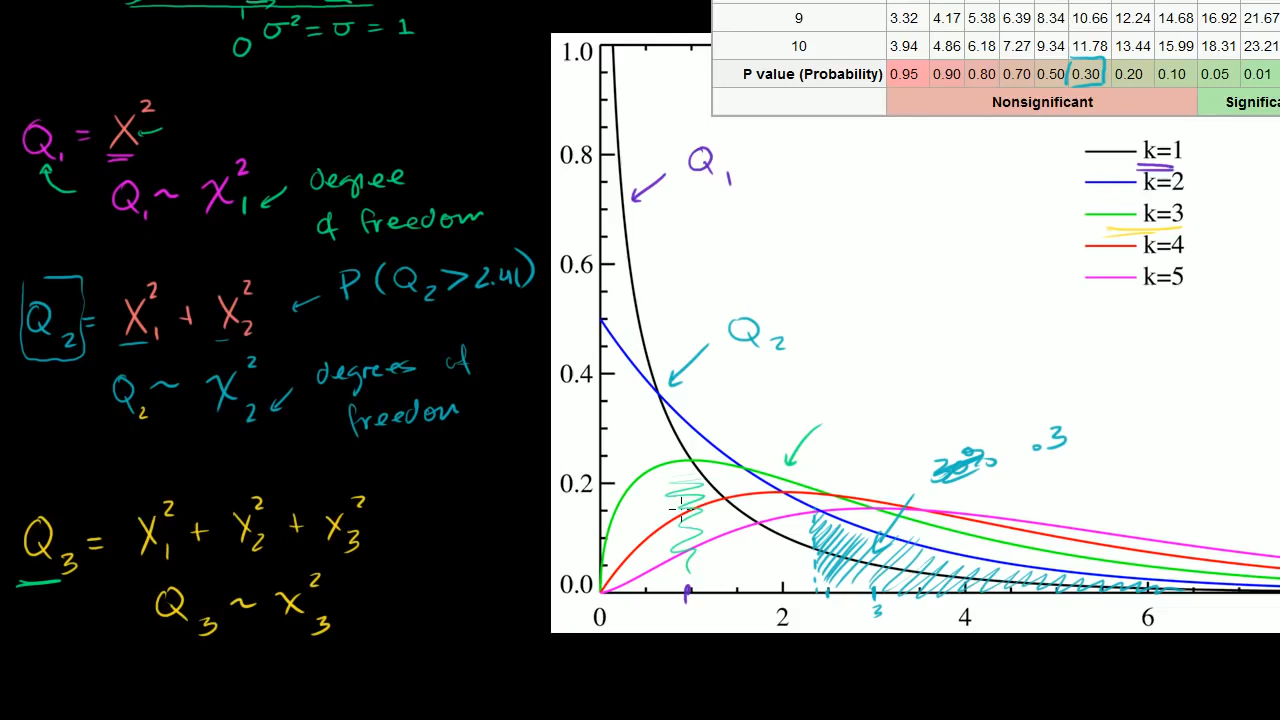 0 σ² = σ = 1
Q₁ = X²
Q₁ ~ χ²₁
degree
of freedom
Q₂ = X₁² + X₂²
P(Q₂ > 2.41)
Q₂ ~ χ²₂
degrees of
freedom
Q₃ = X₁² + X₂² + X₃²
Q₃ ~ χ²₃
9 3.32 4.17 5.38 6.39 8.34 10.66 12.24 14.68 16.92 21.67
10 3.94 4.86 6.18 7.27 9.34 11.78 13.44 15.99 18.31 23.21
P value (Probability) 0.95 0.90 0.80 0.70 0.50 0.30 0.20 0.10 0.05 0.01
Nonsignificant Significa
1.0
0.8
0.6
0.4
0.2
0.0
Q₁
Q₂
.3
k=1
k=2
k=3
k=4
k=5
3
0 2 4 6